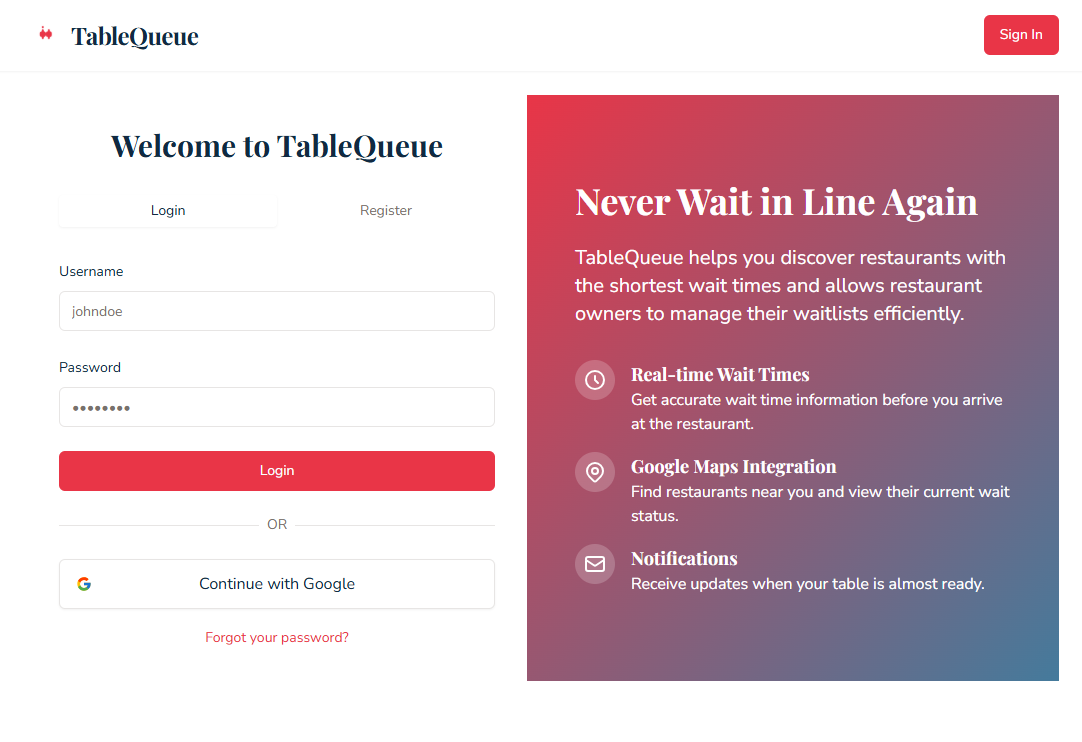 TableQueue
Sign In
Welcome to TableQueue
Login
Register
Username
johndoe
Password
••••••••
Login
OR
Continue with Google
Forgot your password?
Never Wait in Line Again
TableQueue helps you discover restaurants with
the shortest wait times and allows restaurant
owners to manage their waitlists efficiently.
Real-time Wait Times
Get accurate wait time information before you arrive
at the restaurant.
Google Maps Integration
Find restaurants near you and view their current wait
status.
Notifications
Receive updates when your table is almost ready.